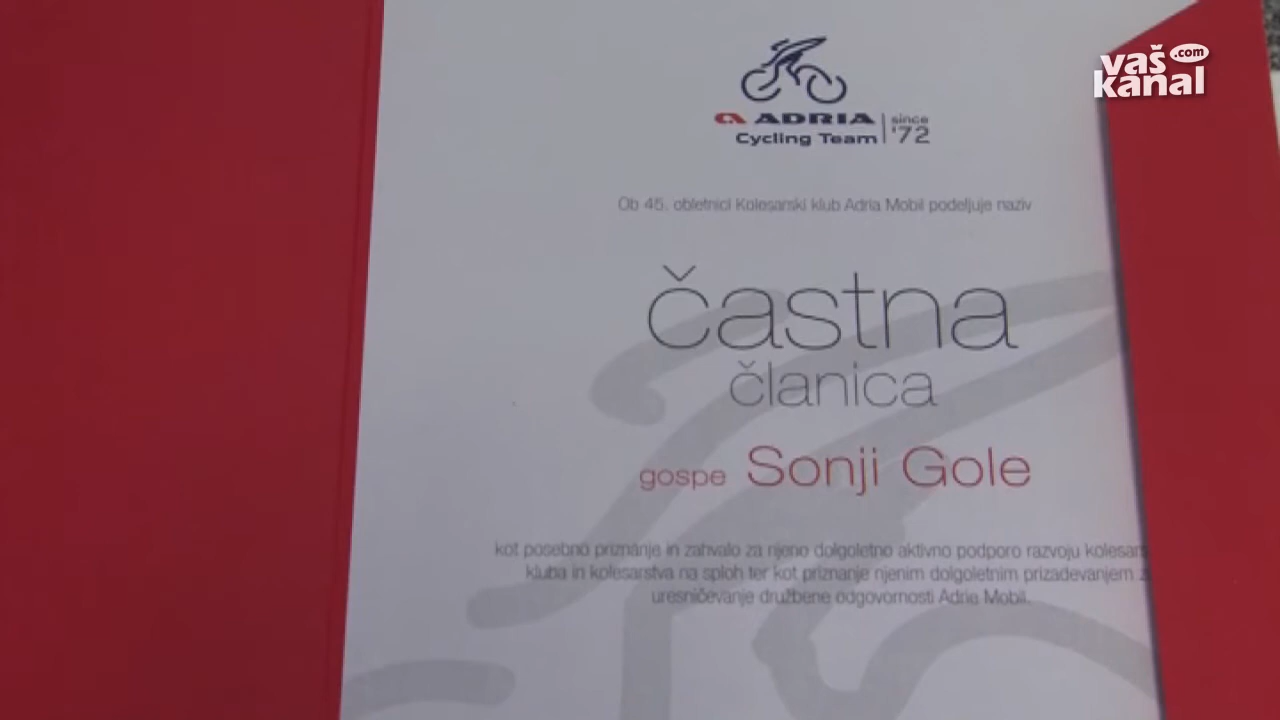 vaš .com
kanal
ADRIA since
Cycling Team '72
Ob 45. obletnici Kolesarski klub Adria Mobil podeljuje naziv
častna
članica
gospe Sonji Gole
kot posebno priznanje in zahvalo za njeno dolgoletno aktivno podporo razvoju
kluba in kolesarstva na sploh ter kot priznanje njenim dolgoletnim prizadevanjem
uresničevanje družbene odgovornosti Adrie Mobil.